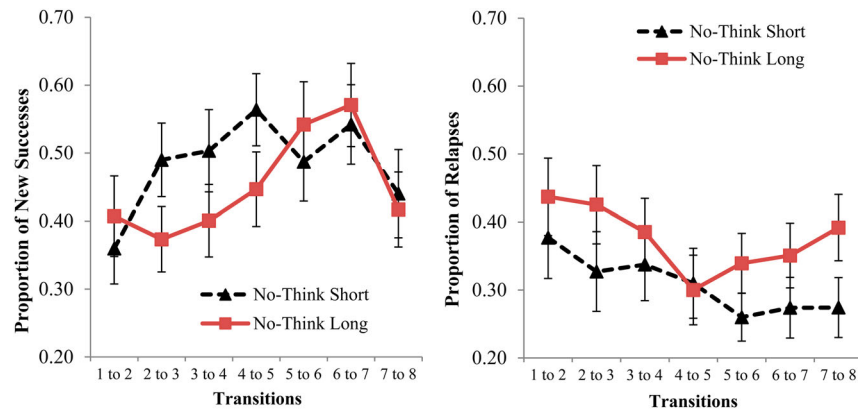 Proportion of New Successes
0.70
0.60
0.50
0.40
0.30
0.20
No-Think Short
No-Think Long
1 to 2 2 to 3 3 to 4 4 to 5 5 to 6 6 to 7 7 to 8
Transitions
Proportion of Relapses
0.70
0.60
0.50
0.40
0.30
0.20
No-Think Short
No-Think Long
1 to 2 2 to 3 3 to 4 4 to 5 5 to 6 6 to 7 7 to 8
Transitions